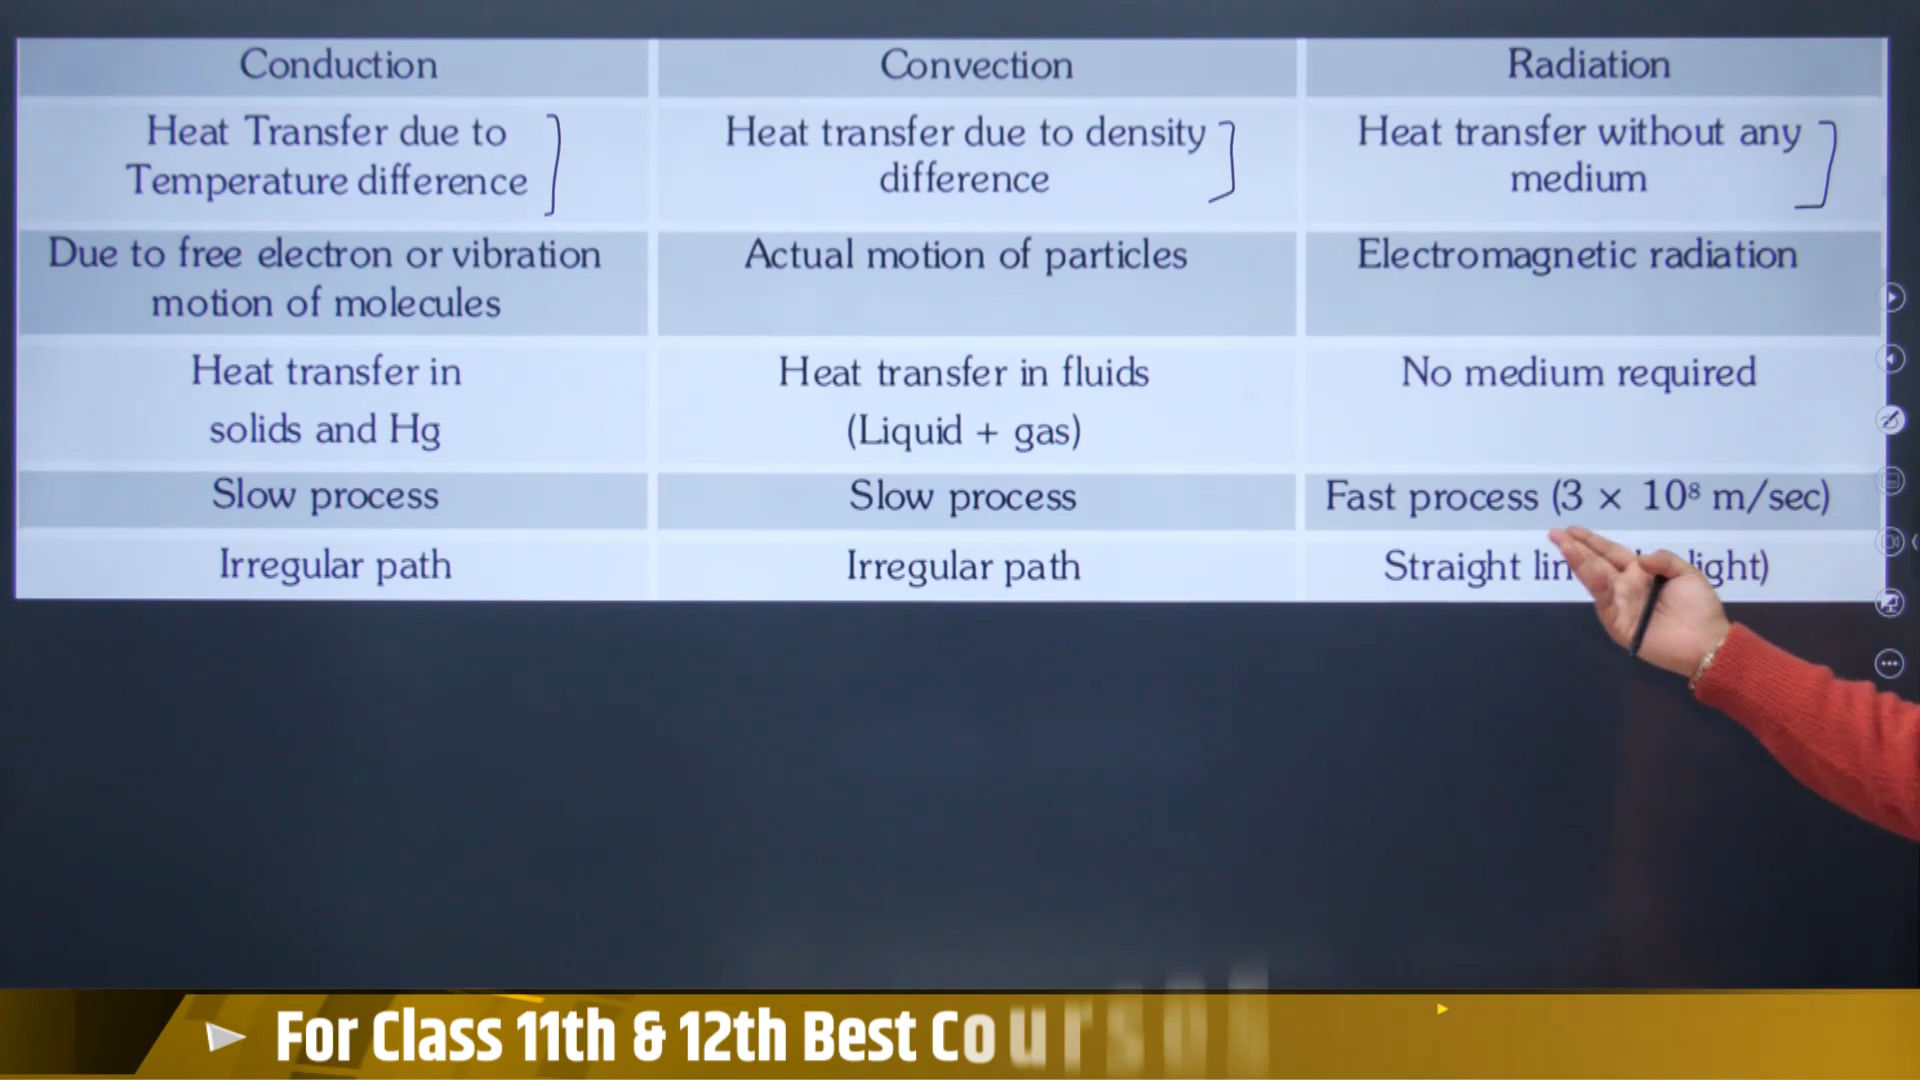 Conduction
Convection
Radiation
Heat Transfer due to
Temperature difference
Heat transfer due to density
difference
Heat transfer without any
medium
Due to free electron or vibration
motion of molecules
Actual motion of particles
Electromagnetic radiation
Heat transfer in
solids and Hg
Heat transfer in fluids
(Liquid + gas)
No medium required
Slow process
Slow process
Fast process (3 × 10⁸ m/sec)
Irregular path
Irregular path
Straight
For Class 11th & 12th Best